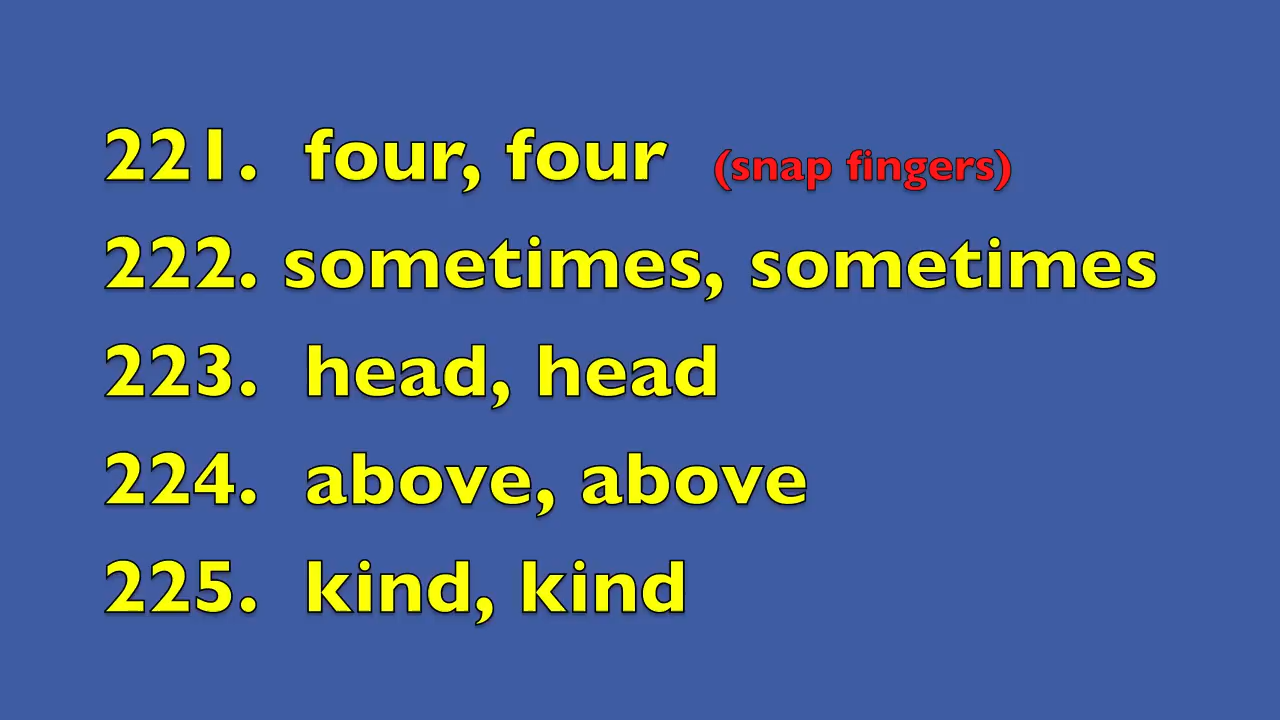 221. four, four (snap fingers)
222. sometimes, sometimes
223. head, head
224. above, above
225. kind, kind